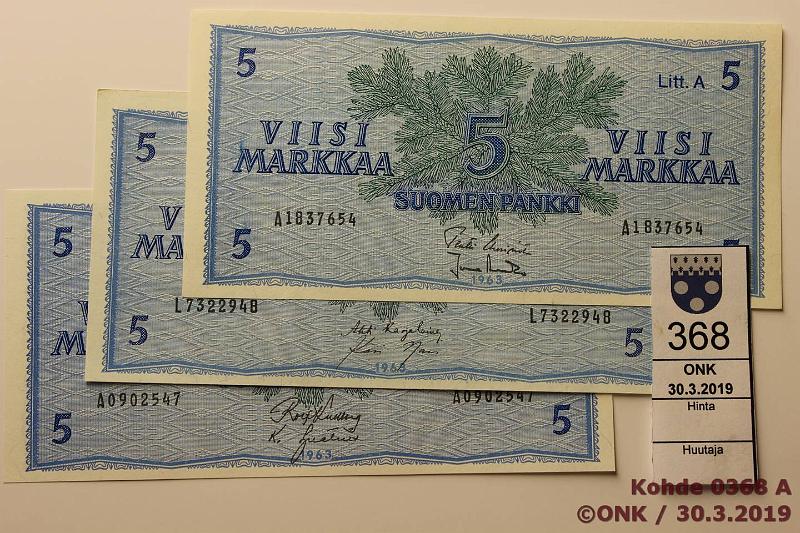 5
Litt. A 5
VIISI
MARKKAA
5
VIISI
MARKKAA
SUOMEN PANKKI
A1837654
A1837654
5
1963
5
L7322948
L7322948
5
5
1963
5
A0902547
A0902547
5
5
1963
368
ONK
30.3.2019
Hinta
Huutaja
Kohde 0368 A
©ONK / 30.3.2019